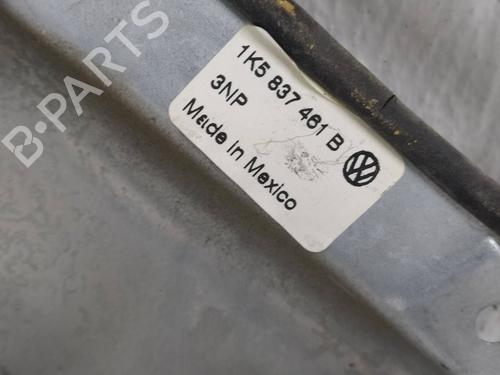 B-PARTS
1K5 837 461 B
3NP
Made in Mexico